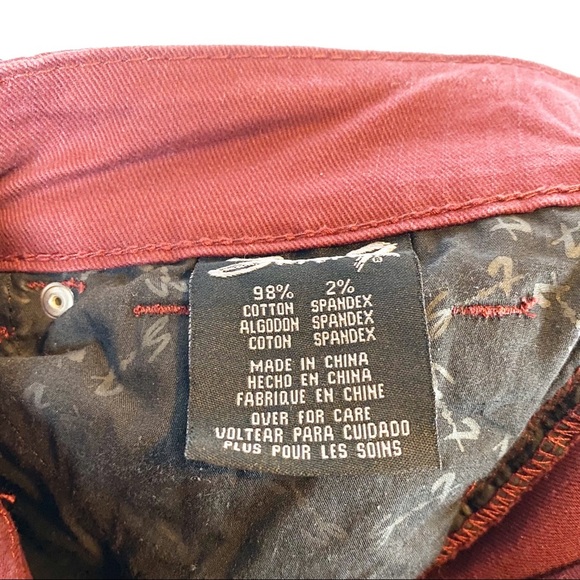 98% 2%
COTTON SPANDEX
ALGODON SPANDEX
COTON SPANDEX
MADE IN CHINA
HECHO EN CHINA
FABRIQUE EN CHINE
OVER FOR CARE
VOLTEAR PARA CUIDADO
PLUS POUR LES SOINS